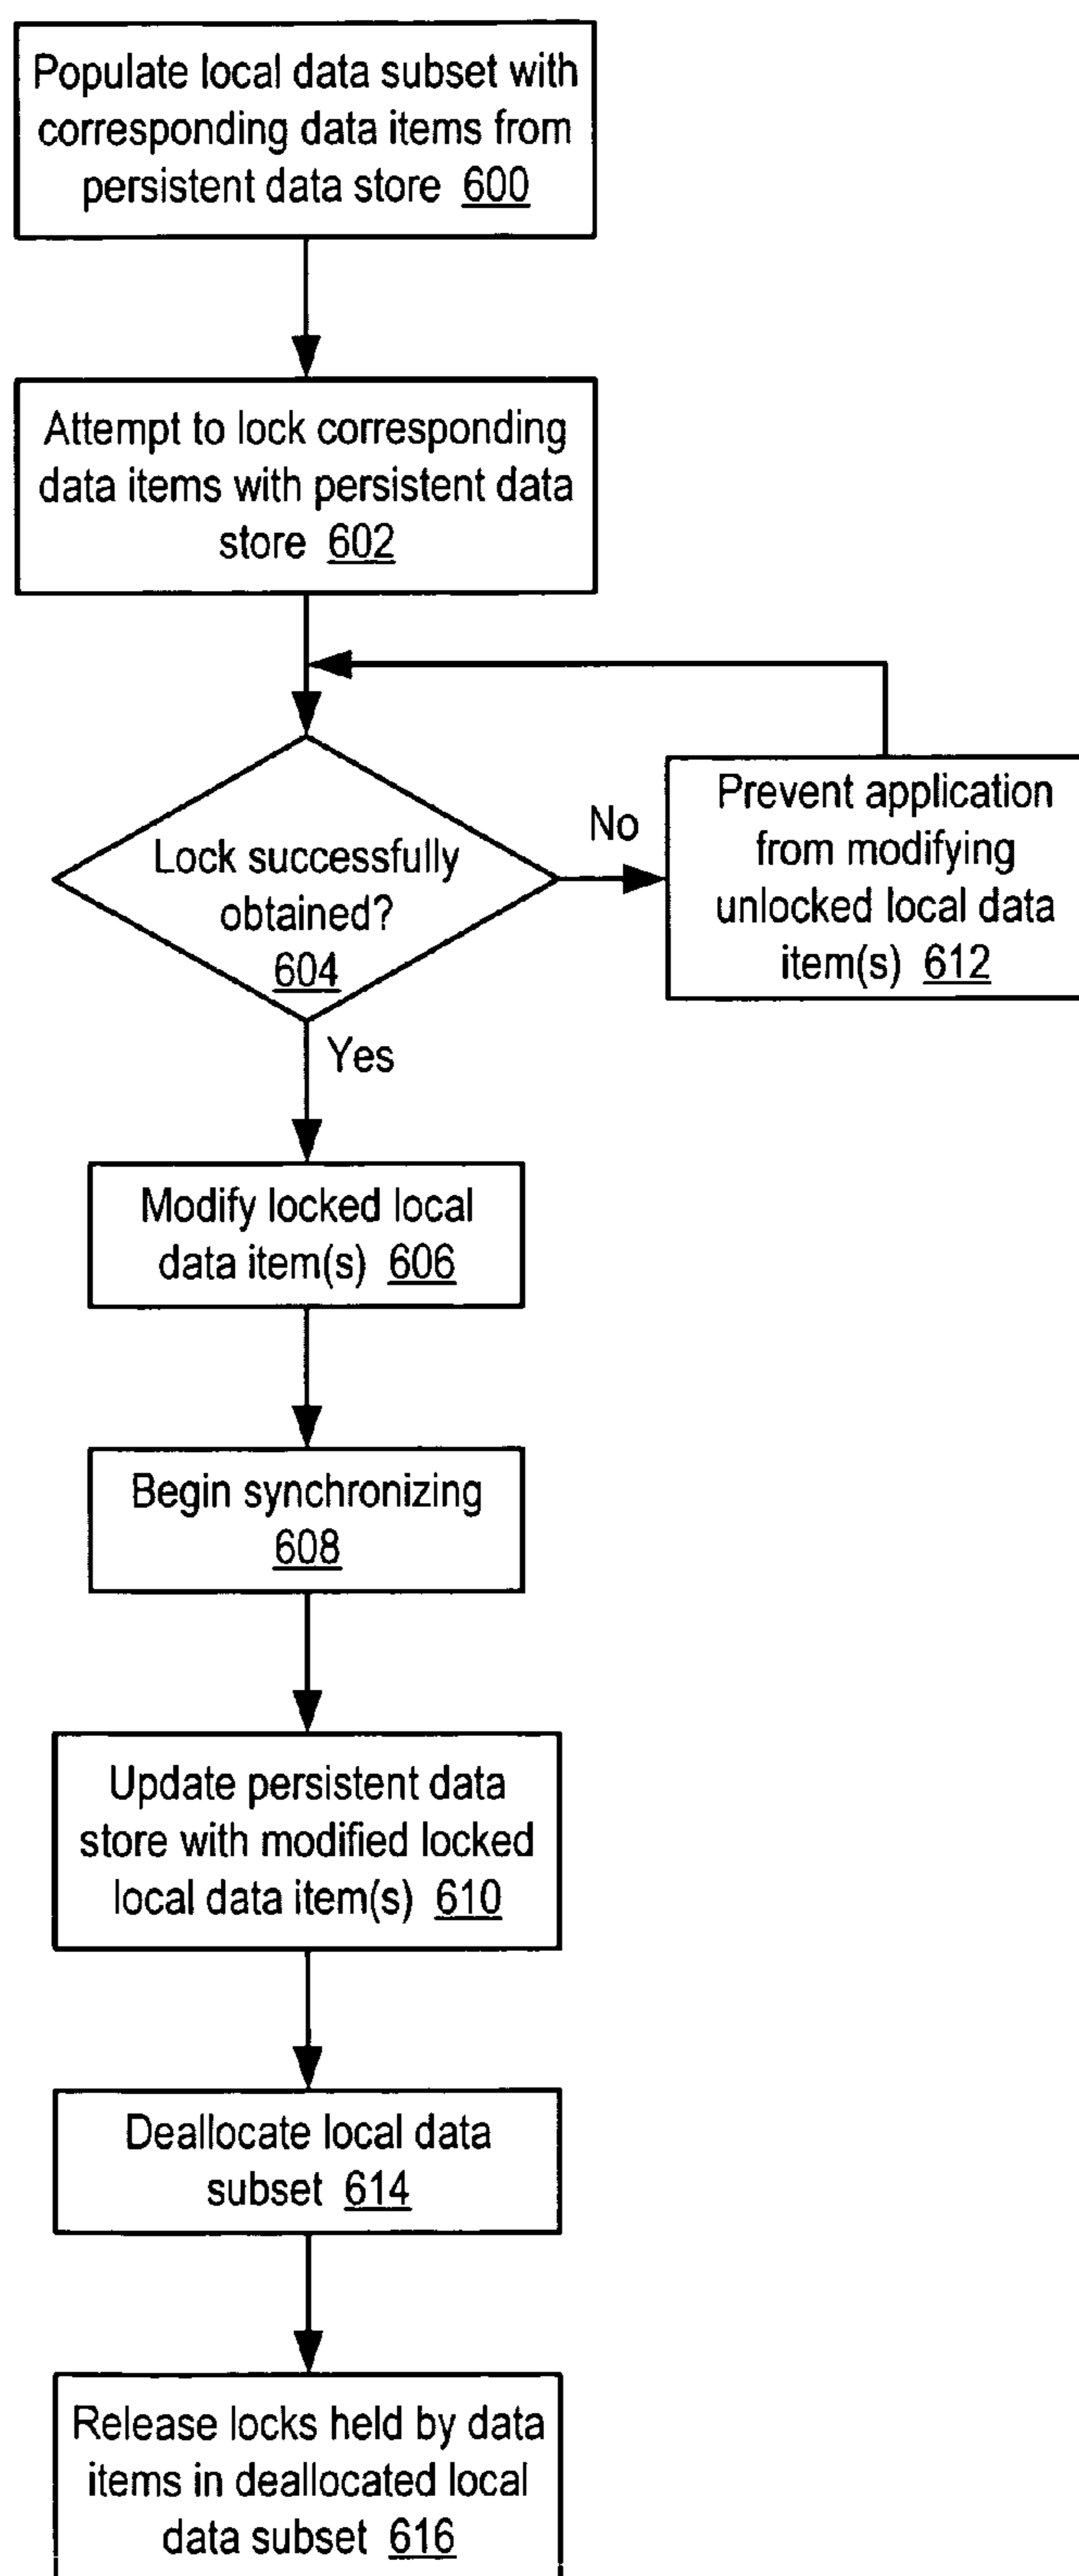 Populate local data subset with
corresponding data items from
persistent data store 600
Attempt to lock corresponding
data items with persistent data
store 602
Lock successfully
obtained?
604
No
Prevent application
from modifying
unlocked local data
item(s) 612
Yes
Modify locked local
data item(s) 606
Begin synchronizing
608
Update persistent data
store with modified locked
local data item(s) 610
Deallocate local data
subset 614
Release locks held by data
items in deallocated local
data subset 616